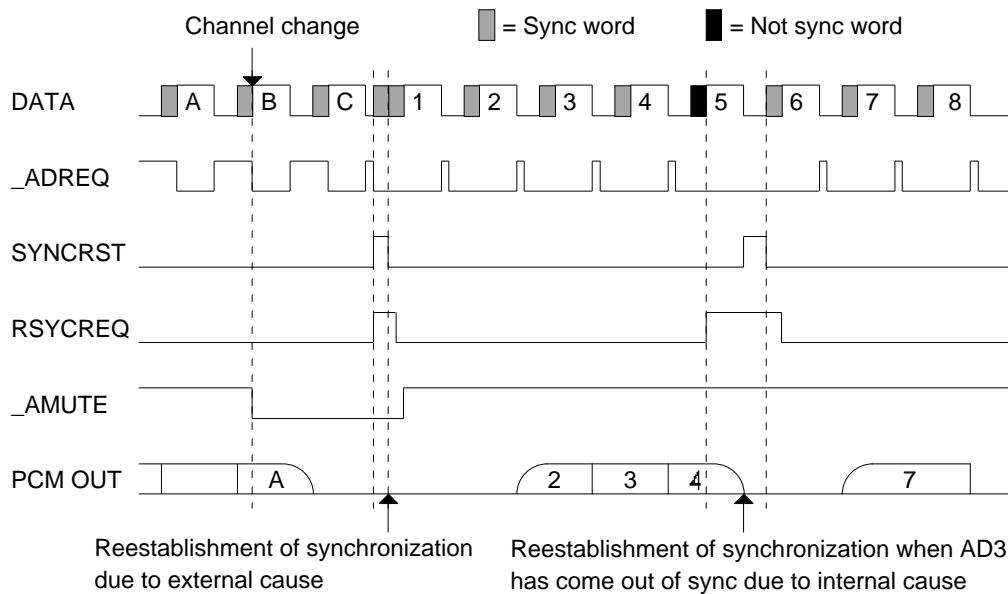 Channel change
= Sync word
= Not sync word
DATA
A B C 1 2 3 4 5 6 7 8
_ADREQ
SYNCRST
RSYCREQ
_AMUTE
PCM OUT
A 2 3 4 7
Reestablishment of synchronization
due to external cause
Reestablishment of synchronization when AD3
has come out of sync due to internal cause